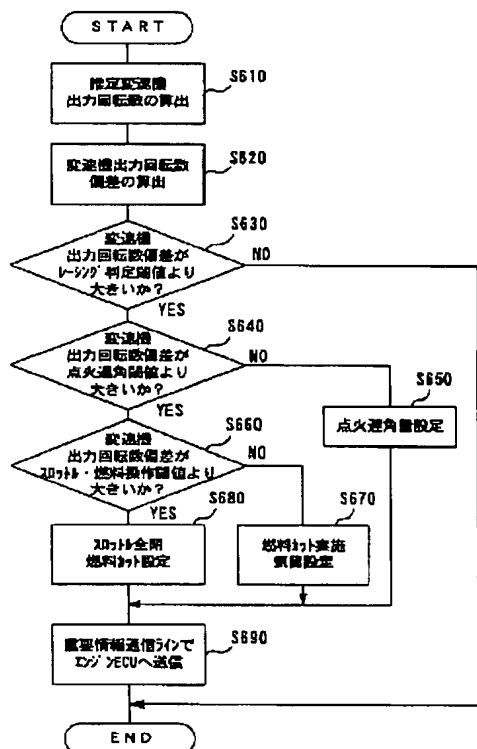 START
推定変速機
出力回転数の算出
S610
変速機出力回転数
偏差の算出
S620
変速機
出力回転数偏差が
レーシング判定閾値より
大きいか?
S630
NO
YES
変速機
出力回転数偏差が
点火遅角閾値より
大きいか?
S640
NO
YES
点火遅角量設定
S650
変速機
出力回転数偏差が
スロットル・燃料操作閾値より
大きいか?
S660
NO
YES
スロットル全閉
燃料カット設定
S680
燃料カット実施
気筒設定
S670
重要情報通信ラインで
エンジンECUへ送信
S690
END